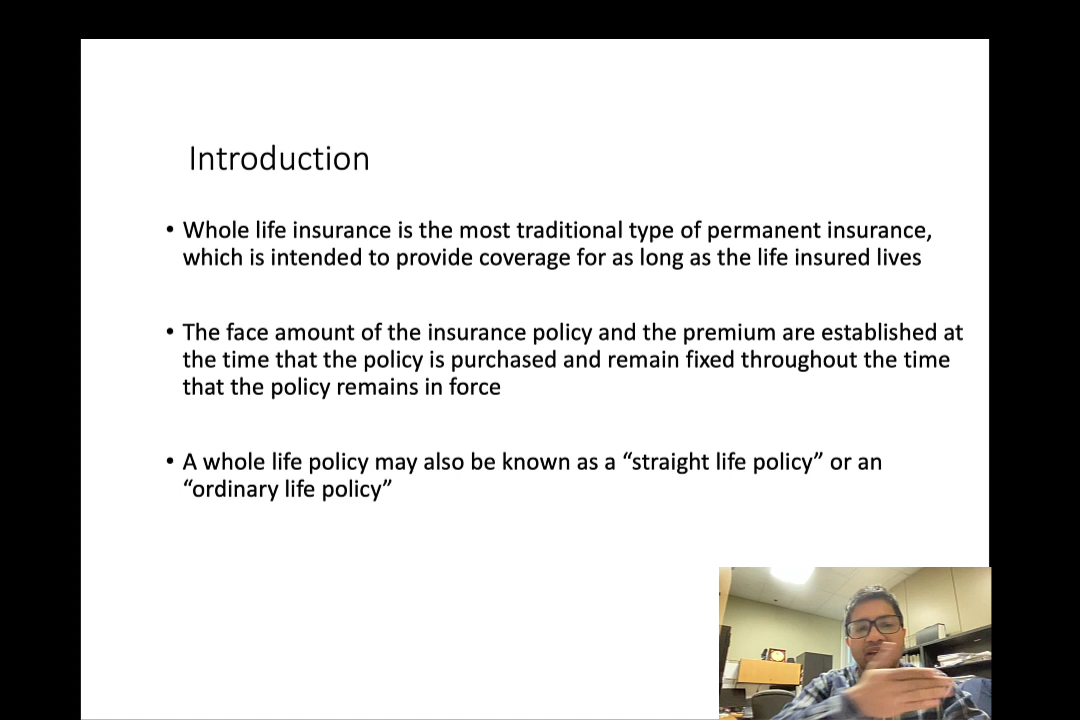 Introduction
• Whole life insurance is the most traditional type of permanent insurance,
which is intended to provide coverage for as long as the life insured lives
• The face amount of the insurance policy and the premium are established at
the time that the policy is purchased and remain fixed throughout the time
that the policy remains in force
• A whole life policy may also be known as a “straight life policy” or an
“ordinary life policy”